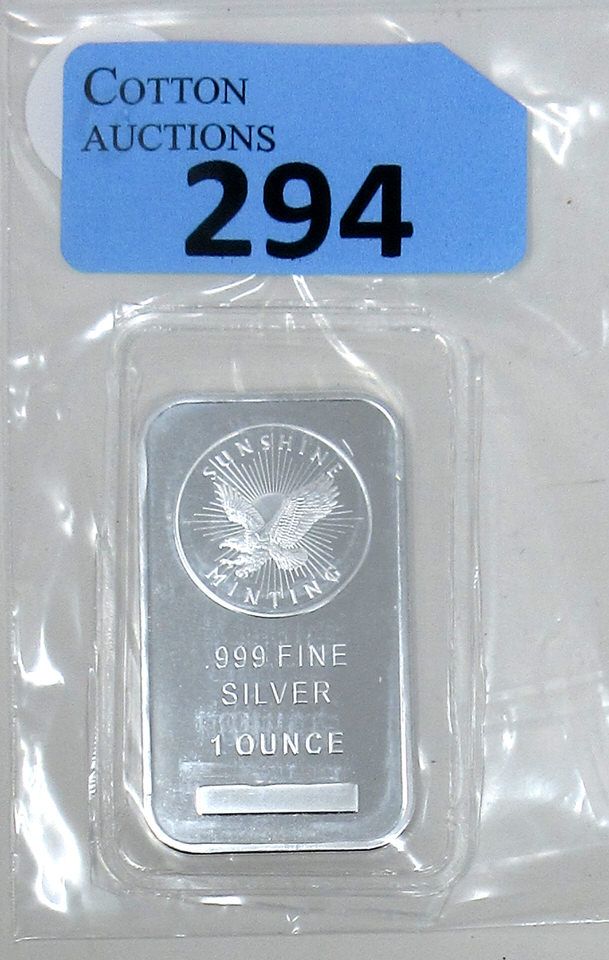 COTTON
AUCTIONS
294
SUNSHINE
MINTING
.999 FINE
SILVER
1 OUNCE